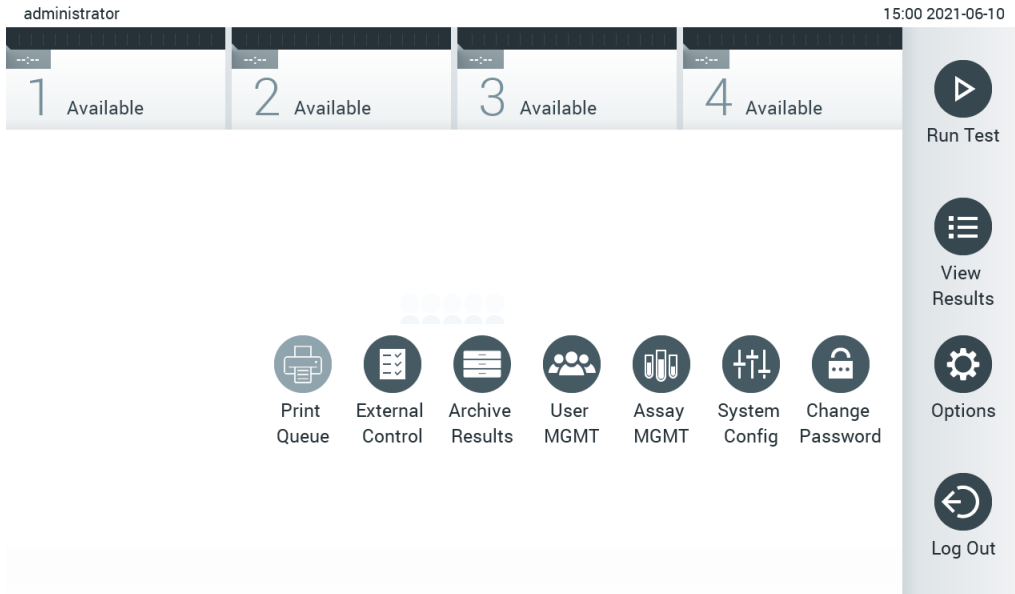 administrator 15:00 2021-06-10
--:-- --:-- --:-- --:--
1 Available 2 Available 3 Available 4 Available
Run Test
View
Results
Print External Archive User Assay System Change
Queue Control Results MGMT MGMT Config Password
Options
Log Out